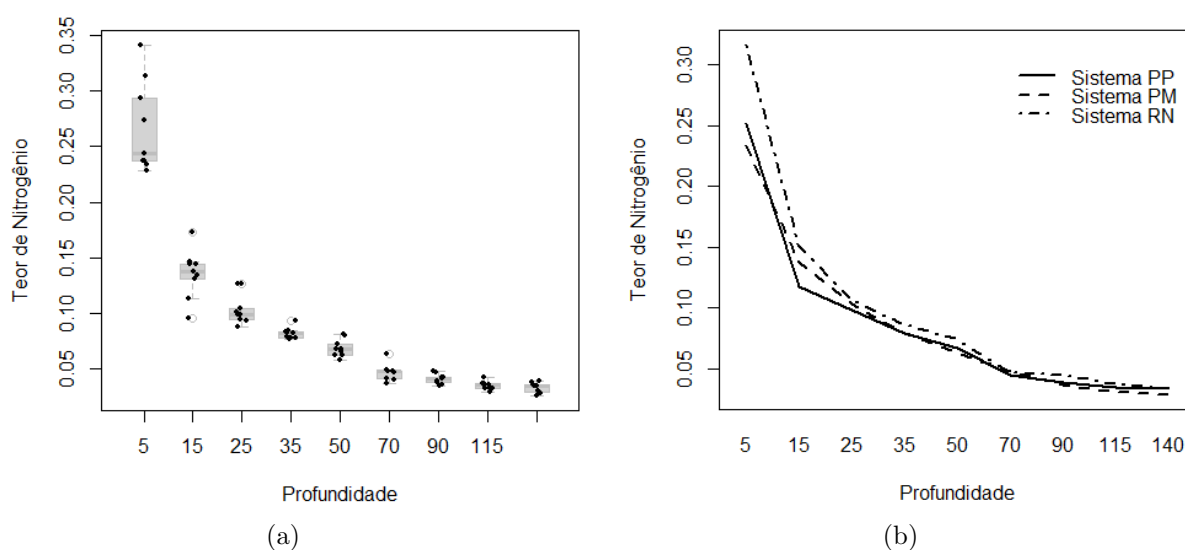 Teor de Nitrogênio
0.35
0.30
0.25
0.20
0.15
0.10
0.05
5 15 25 35 50 70 90 115
Profundidade
(a)
Teor de Nitrogênio
0.30
0.25
0.20
0.15
0.10
0.05
Sistema PP
Sistema PM
Sistema RN
5 15 25 35 50 70 90 115 140
Profundidade
(b)